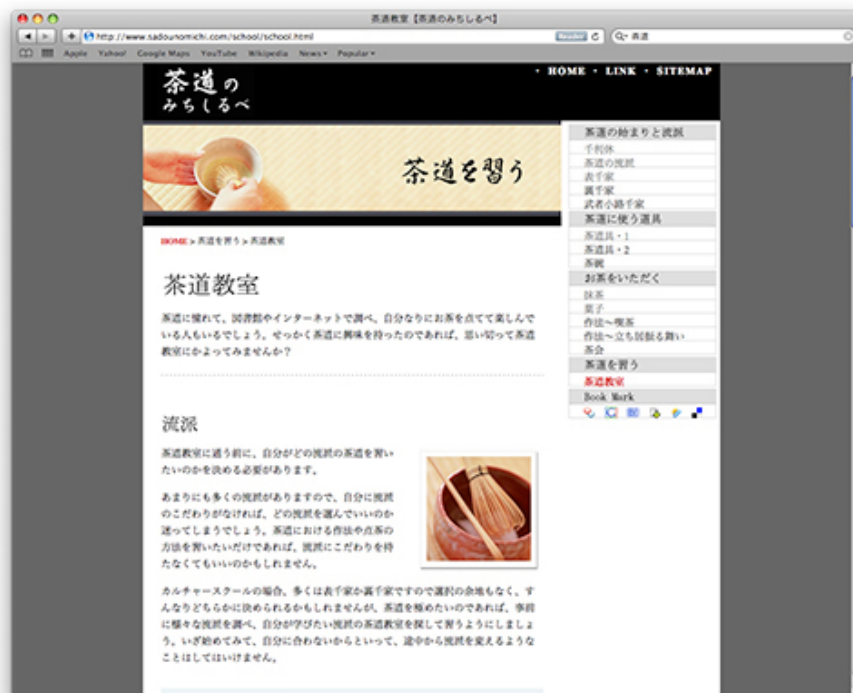 茶道教室【茶道のみちしるべ】
http://www.sadounomichi.com/school/school.html
Reader
茶道
Apple Yahoo! Google Maps YouTube Wikipedia News Popular
・ HOME ・ LINK ・ SITEMAP
茶道の
みちしるべ
茶道を習う
HOME > 茶道を習う > 茶道教室
茶道教室
茶道に憧れて、図書館やインターネットで調べ、自分なりにお茶を点てて楽しんで
いる人もいるでしょう。せっかく茶道に興味を持ったのであれば、思い切って茶道
教室にかよってみませんか？
流派
茶道教室に通う前に、自分がどの流派の茶道を習い
たいのかを決める必要があります。
あまりにも多くの流派がありますので、自分に流派
のこだわりがなければ、どの流派を選んでいいのか
迷ってしまうでしょう。茶道における作法や点茶の
方法を習いたいだけであれば、流派にこだわりを持
たなくてもいいのかもしれません。
カルチャースクールの場合、多くは表千家か裏千家ですので選択の余地もなく、す
んなりどちらかに決められるかもしれませんが、茶道を極めたいのであれば、事前
に様々な流派を調べ、自分が学びたい流派の茶道教室を探して習うようにしましょ
う。いざ始めてみて、自分に合わないからといって、途中から流派を変えるような
ことはしてはいけません。
茶道の始まりと流派
千利休
茶道の流派
表千家
裏千家
武者小路千家
茶道に使う道具
茶道具・1
茶道具・2
茶碗
お茶をいただく
抹茶
菓子
作法～喫茶
作法～立ち居振る舞い
茶会
茶道を習う
茶道教室
Book Mark